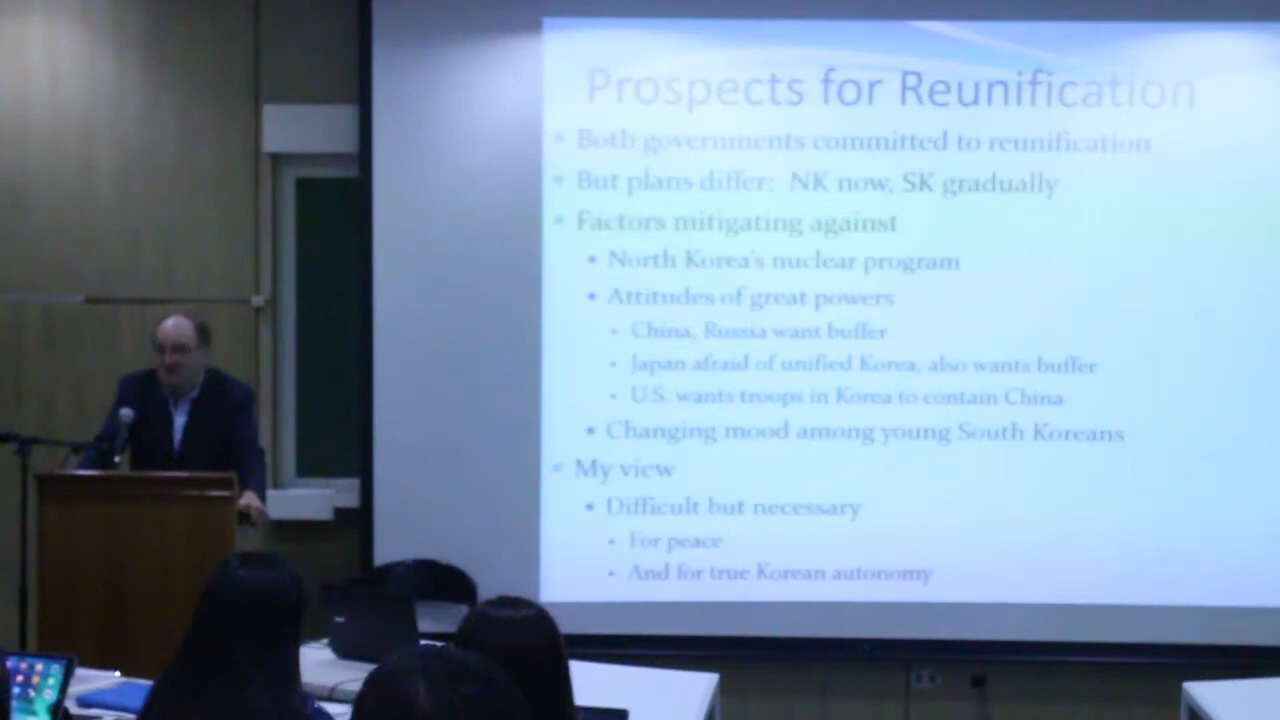 Prospects for Reunification
Both governments committed to reunification
But plans differ: NK now, SK gradually
Factors mitigating against
North Korea's nuclear program
Attitudes of great powers
China, Russia want buffer
Japan afraid of unified Korea, also wants buffer
U.S. wants troops in Korea to contain China
Changing mood among young South Koreans
My view
Difficult but necessary
For peace
And for true Korean autonomy